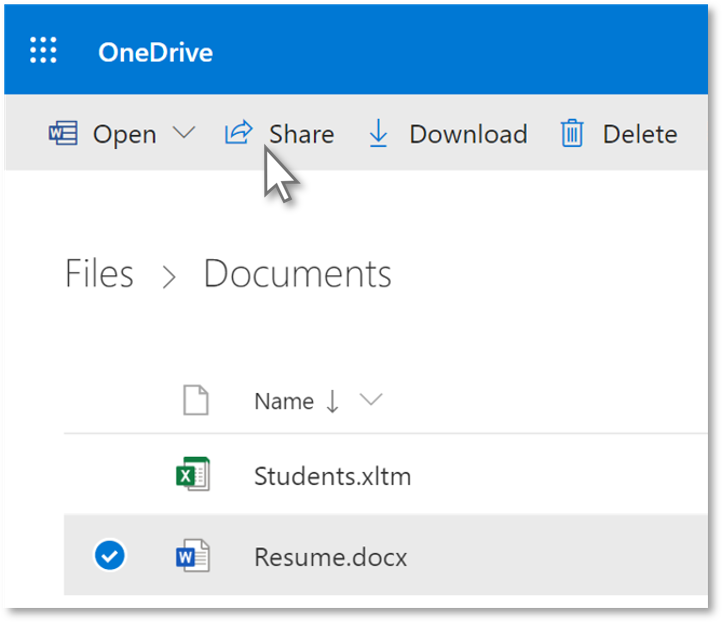 OneDrive
Open Share Download Delete
Files > Documents
Name
Students.xltm
Resume.docx